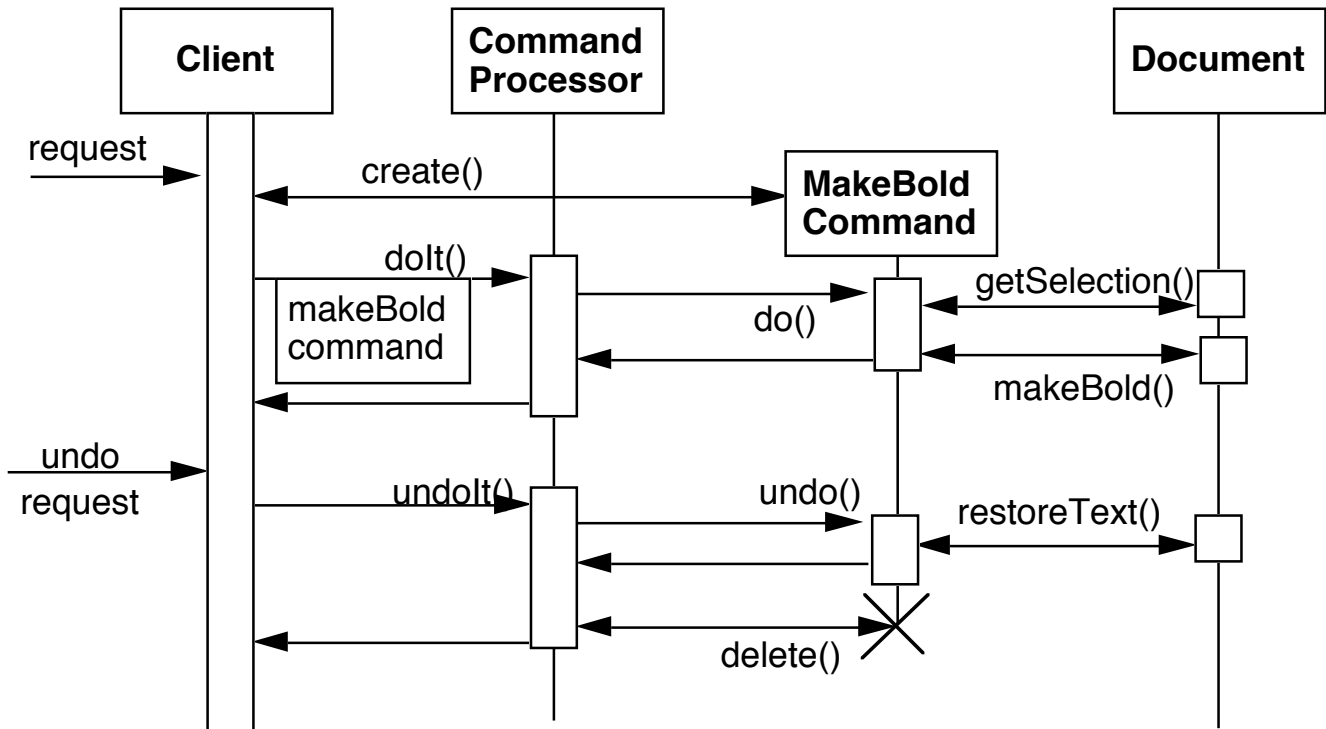 Client
Command
Processor
Document
request
create()
MakeBold
Command
doIt()
getSelection()
makeBold
command
do()
makeBold()
undo
request
undoIt()
undo()
restoreText()
delete()